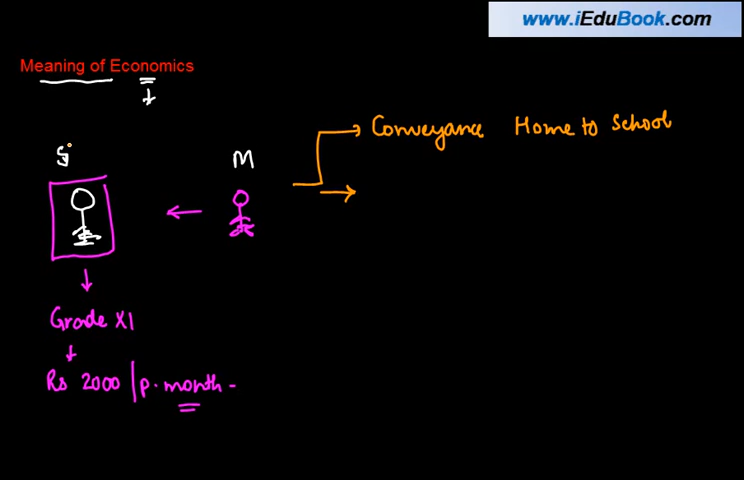 www.iEduBook.com
Meaning of Economics
Conveyance Home to School
S M
Grade XI
Rs 2000 | p. month -